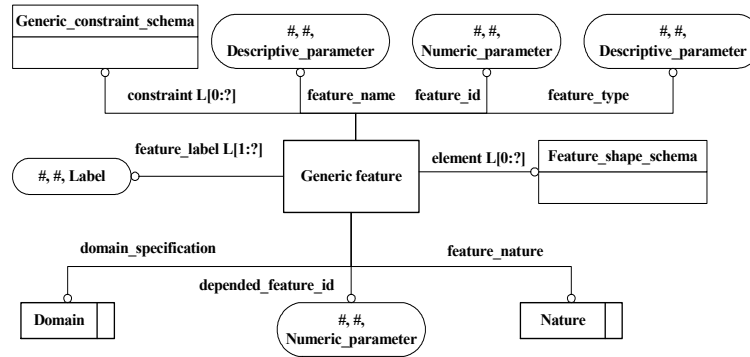 Generic_constraint_schema
#, #,
Descriptive_parameter
#, #,
Numeric_parameter
#, #,
Descriptive_parameter
constraint L[0:?]
feature_name
feature_id
feature_type
feature_label L[1:?]
#, #, Label
Generic feature
element L[0:?]
Feature_shape_schema
domain_specification
feature_nature
depended_feature_id
Domain
#, #,
Numeric_parameter
Nature